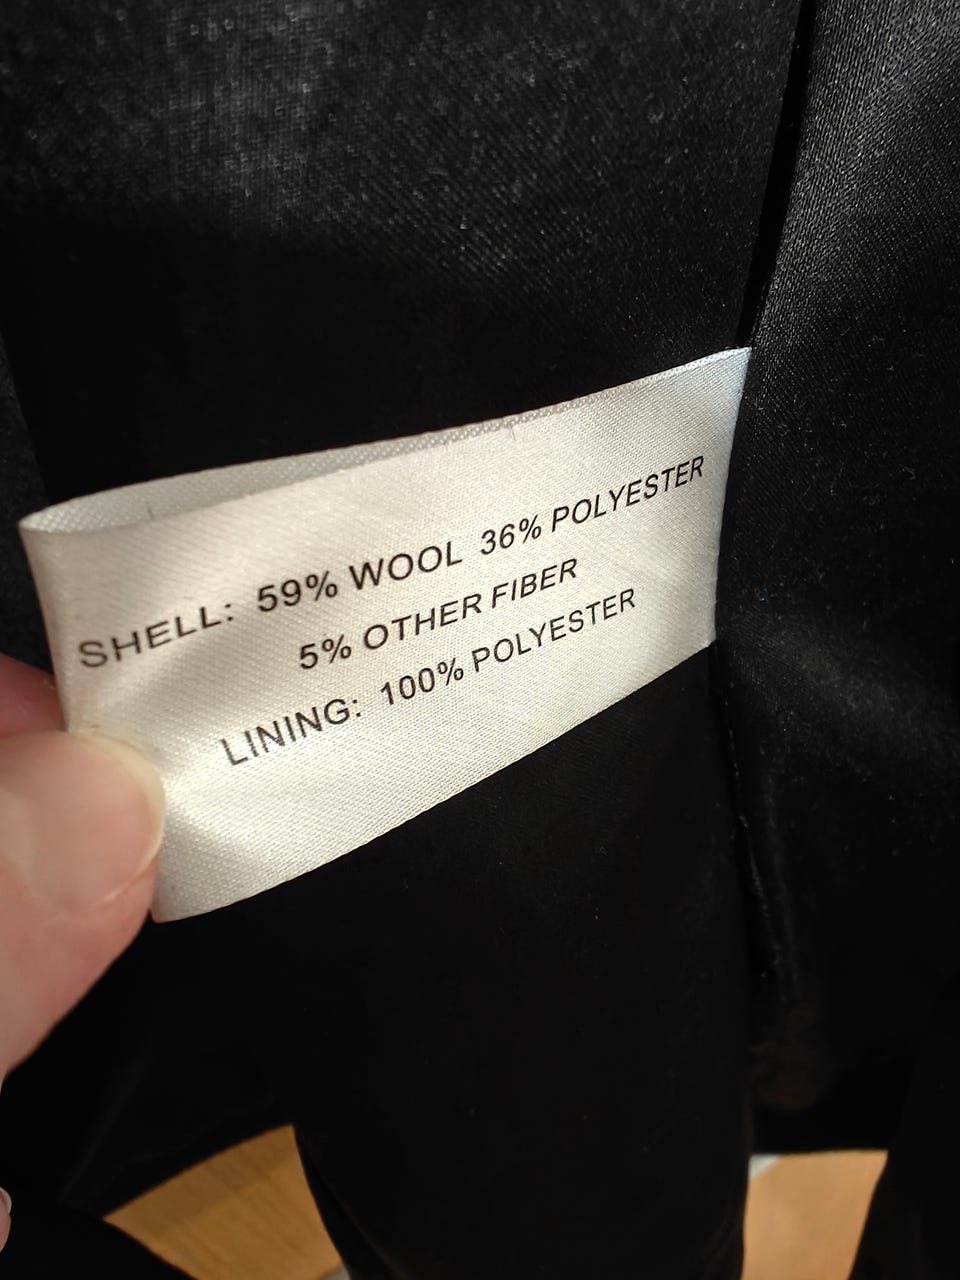 SHELL: 59% WOOL 36% POLYESTER
5% OTHER FIBER
LINING: 100% POLYESTER